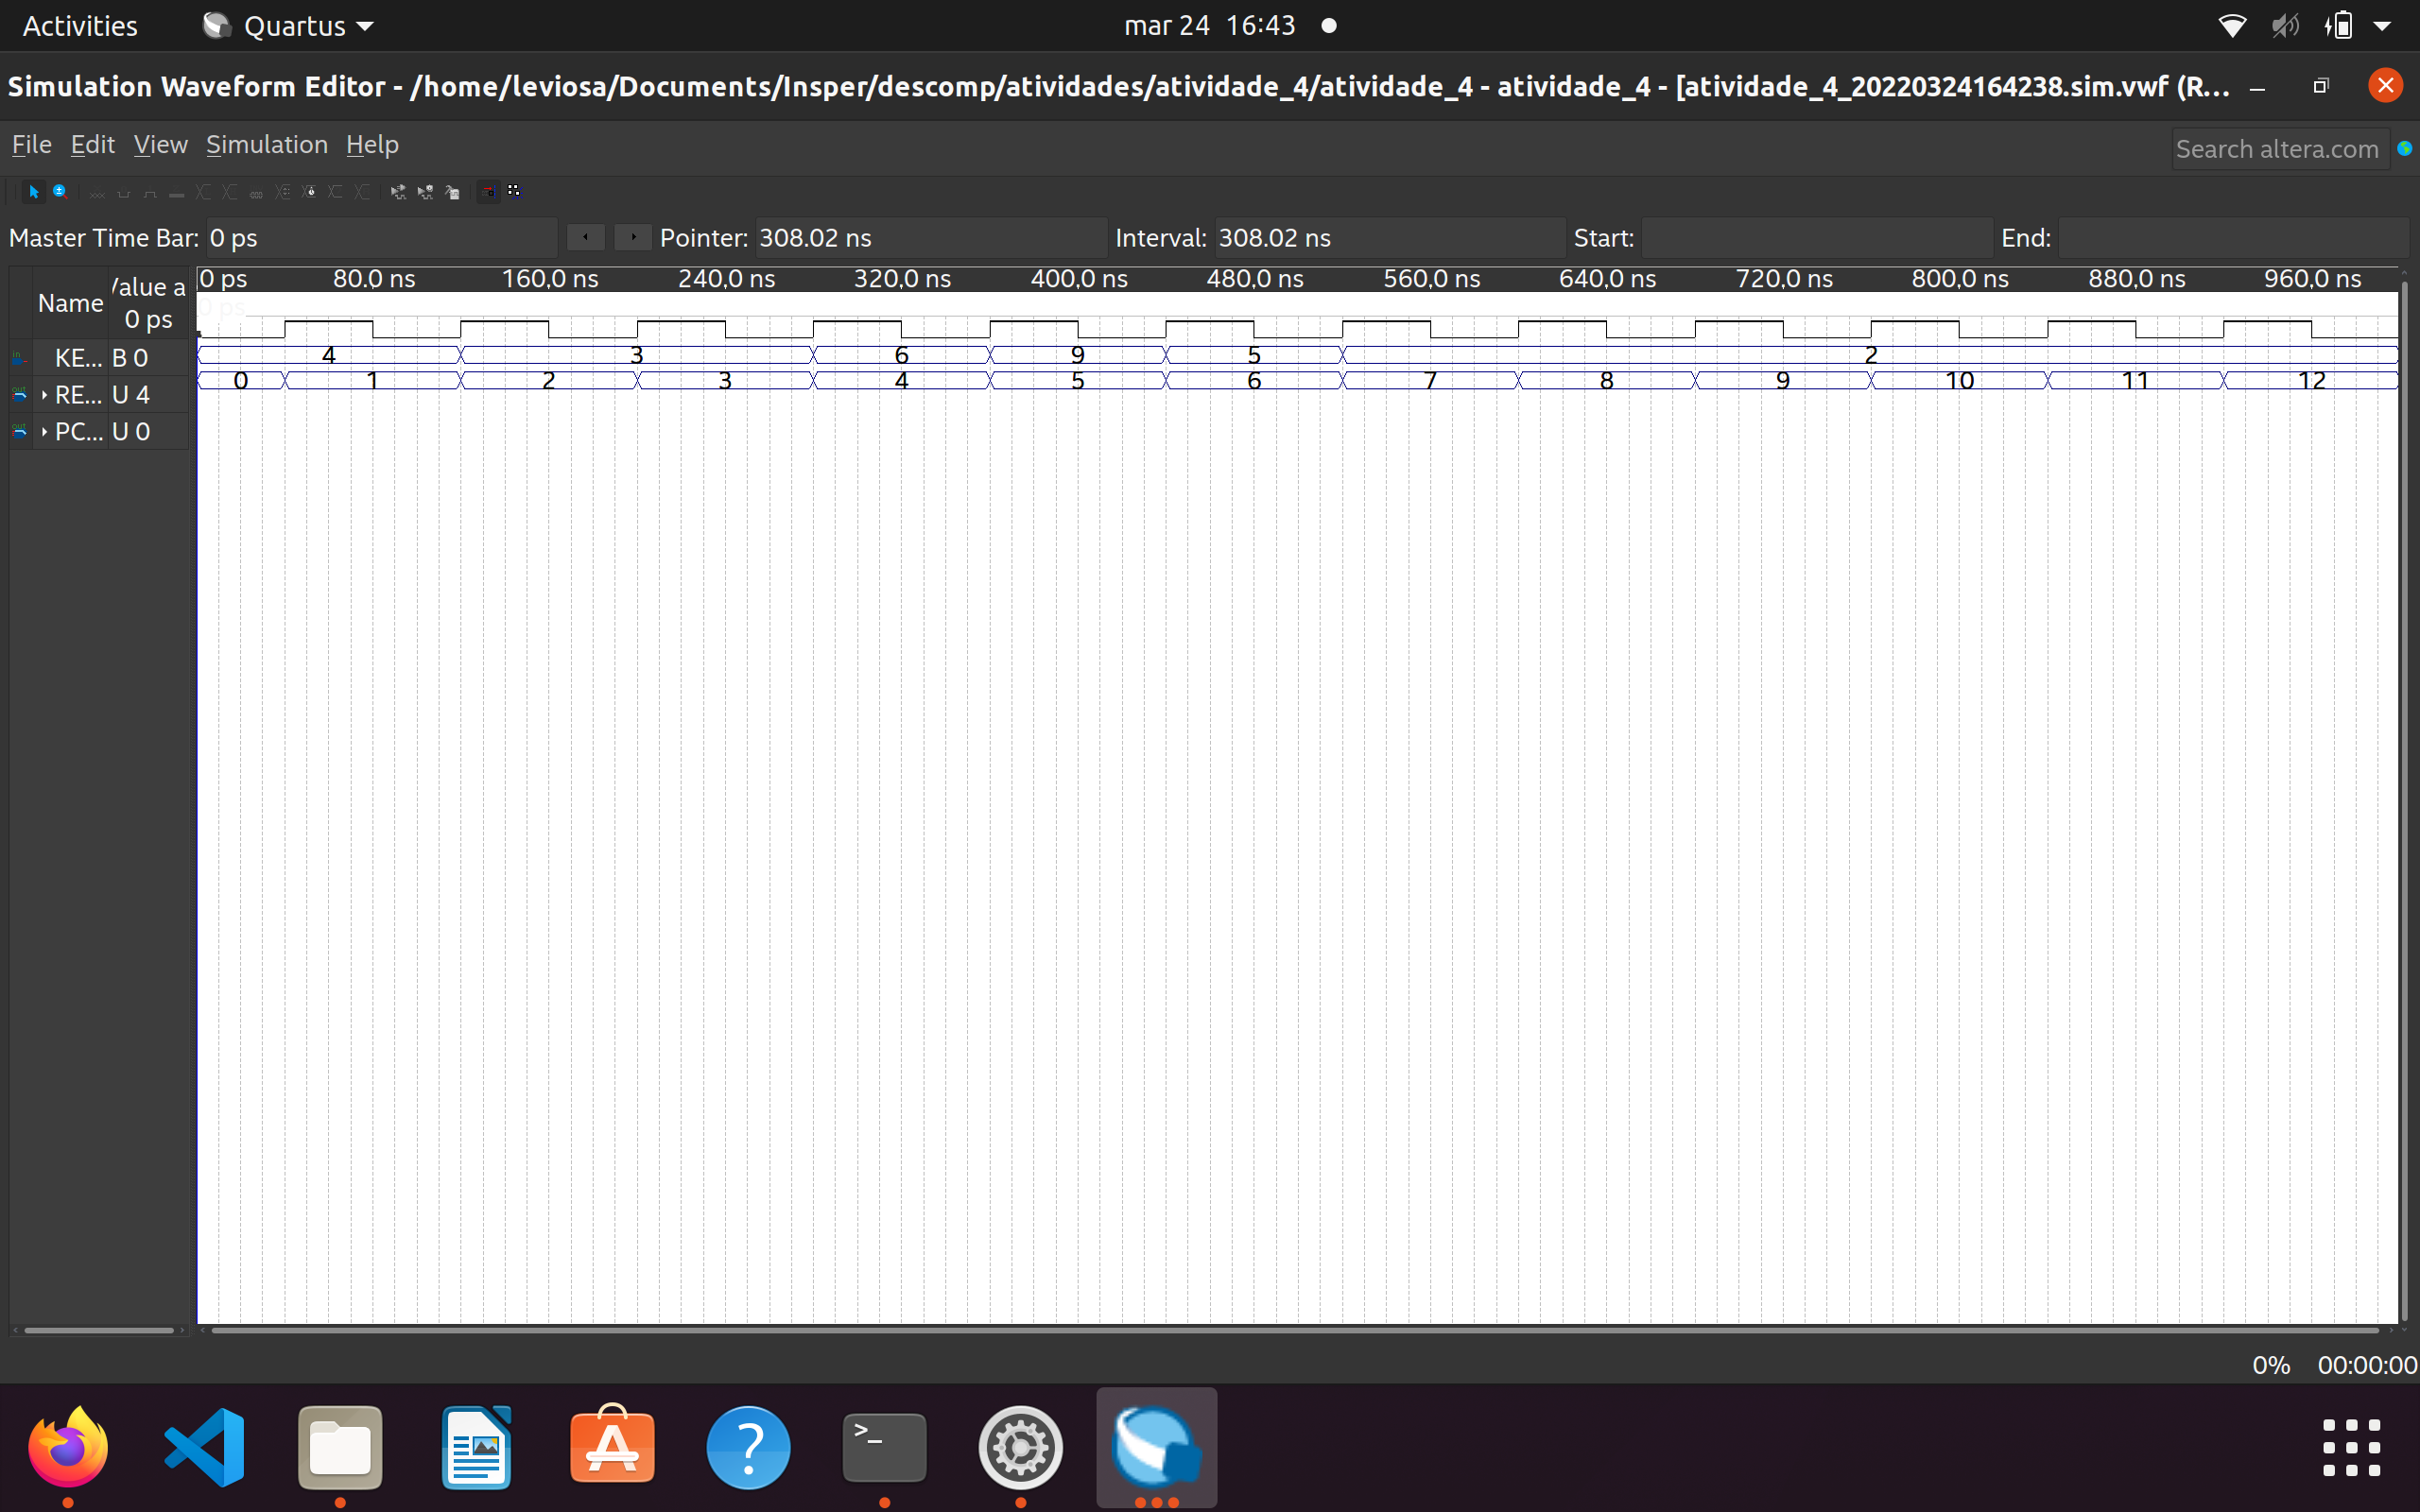 Activities Quartus mar 24 16:43
Simulation Waveform Editor - /home/leviosa/Documents/Insper/descomp/atividades/atividade_4/atividade_4 - atividade_4 - [atividade_4_20220324164238.sim.vwf (R...
File Edit View Simulation Help Search altera.com
Master Time Bar: 0 ps Pointer: 308.02 ns Interval: 308.02 ns Start: End:
Name /alue a 0 ps
0 ps 80.0 ns 160.0 ns 240.0 ns 320.0 ns 400.0 ns 480.0 ns 560.0 ns 640.0 ns 720.0 ns 800.0 ns 880.0 ns 960.0 ns
0 ps
KE... B 0
4 3 6 9 5 2
RE... U 4
0 1 2 3 4 5 6 7 8 9 10 11 12
PC... U 0
0% 00:00:00